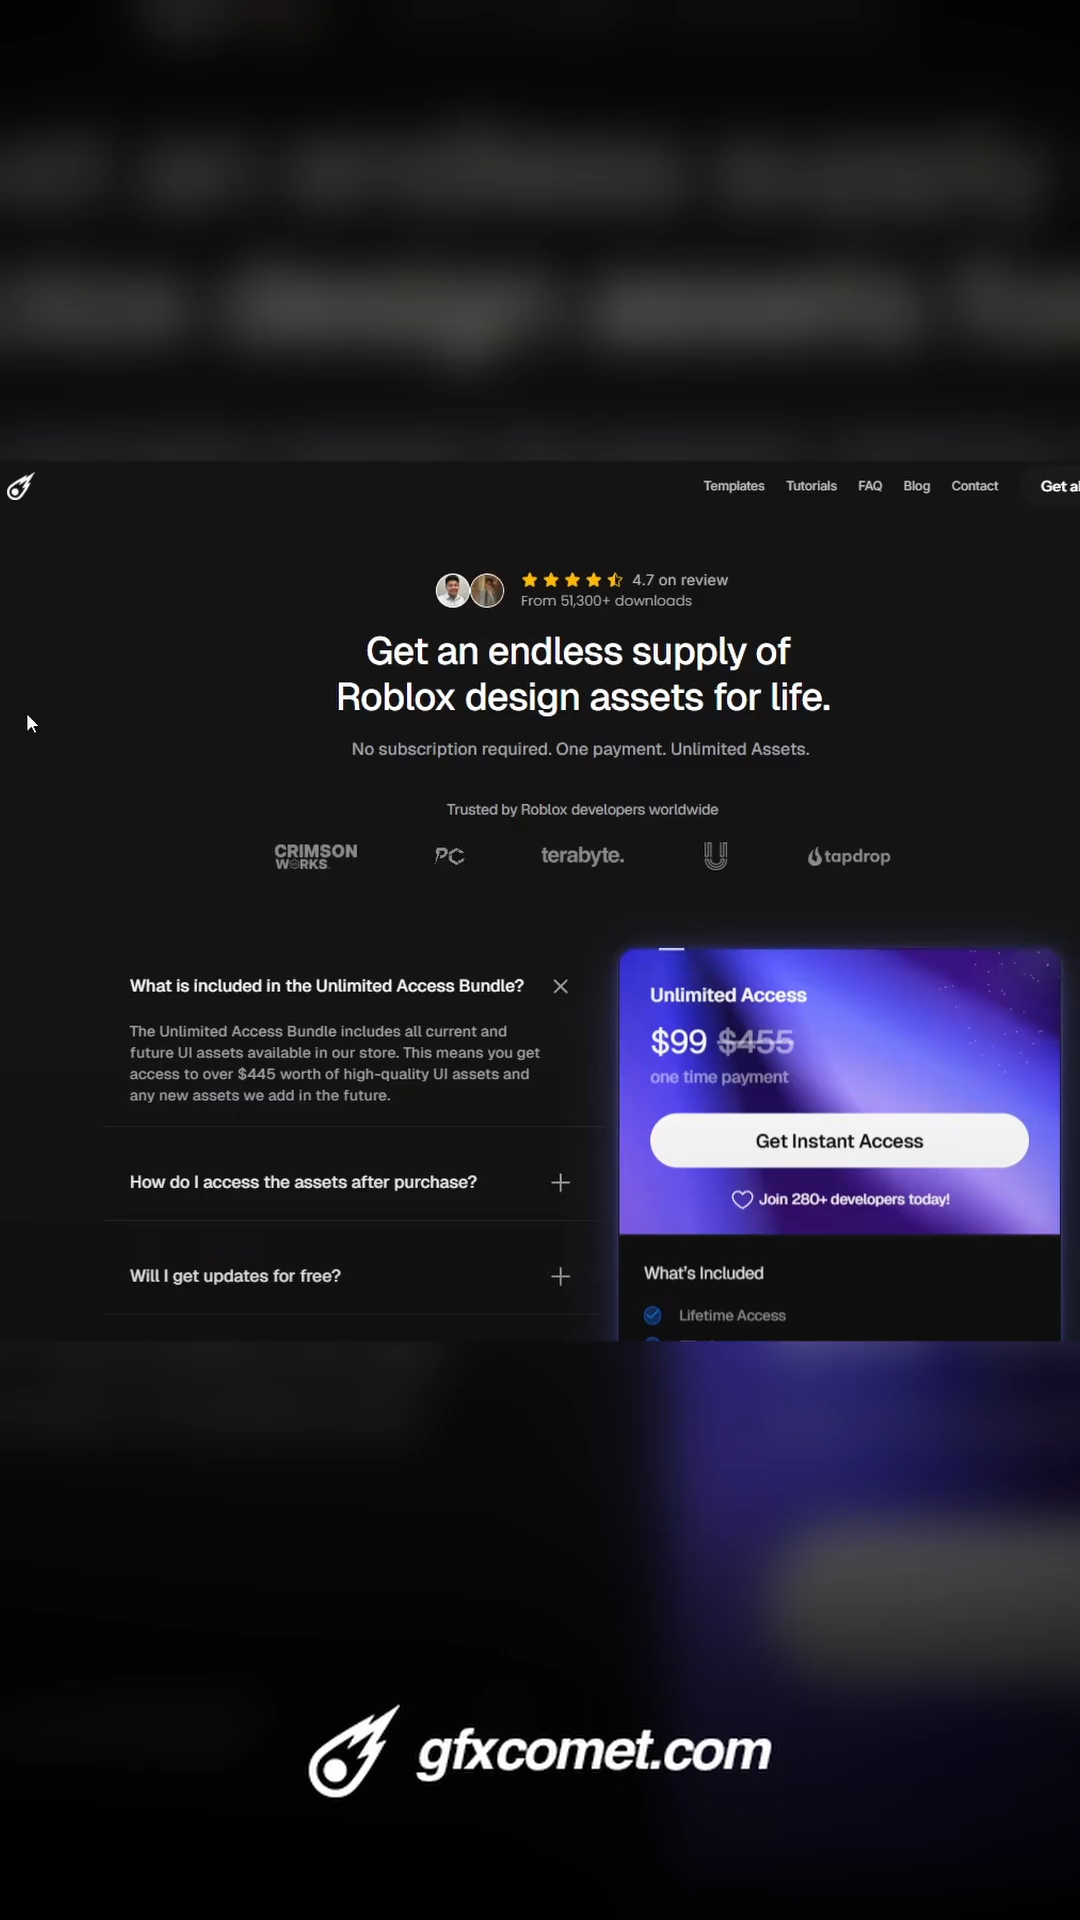 Templates Tutorials FAQ Blog Contact Get al
4.7 on review
From 51,300+ downloads
Get an endless supply of
Roblox design assets for life.
No subscription required. One payment. Unlimited Assets.
Trusted by Roblox developers worldwide
CRIMSON
WORKS
PC
terabyte.
U
tapdrop
What is included in the Unlimited Access Bundle?
The Unlimited Access Bundle includes all current and
future UI assets available in our store. This means you get
access to over $445 worth of high-quality UI assets and
any new assets we add in the future.
How do I access the assets after purchase?
Will I get updates for free?
Unlimited Access
$99 $455
one time payment
Get Instant Access
Join 280+ developers today!
What's Included
Lifetime Access
gfxcomet.com